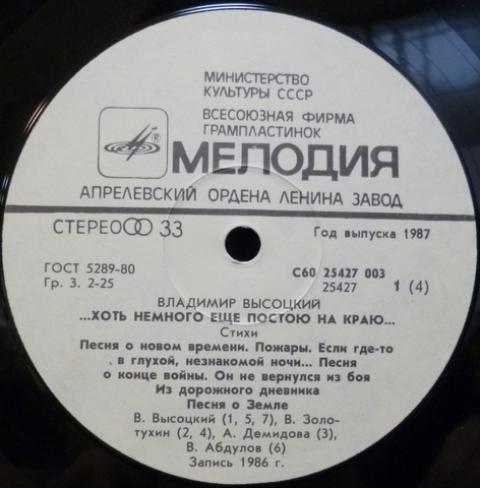 МИНИСТЕРСТВО
КУЛЬТУРЫ СССР
ВСЕСОЮЗНАЯ ФИРМА
ГРАМПЛАСТИНОК
®
МЕЛОДИЯ
АПРЕЛЕВСКИЙ ОРДЕНА ЛЕНИНА ЗАВОД
СТЕРЕО 33
Год выпуска 1987
ГОСТ 5289-80
Гр. 3. 2-25
С60 25427 003
25427 1 (4)
ВЛАДИМИР ВЫСОЦКИЙ
...ХОТЬ НЕМНОГО ЕЩЕ ПОСТОЮ НА КРАЮ...
Стихи
Песня о новом времени. Пожары. Если где-то
в глухой, незнакомой ночи... Песня
о конце войны. Он не вернулся из боя
Из дорожного дневника
Песня о Земле
В. Высоцкий (1, 5, 7), В. Золо-
тухин (2, 4), А. Демидова (3),
В. Абдулов (6)
Запись 1986 г.